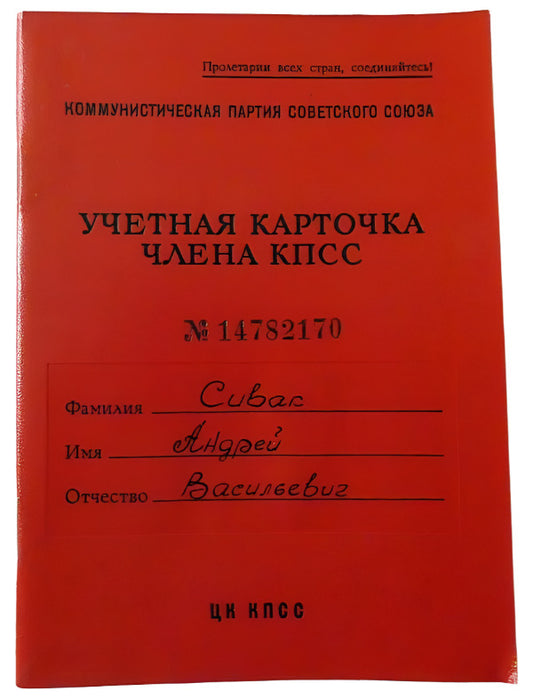 Пролетарии всех стран, соединяйтесь!
КОММУНИСТИЧЕСКАЯ ПАРТИЯ СОВЕТСКОГО СОЮЗА
УЧЕТНАЯ КАРТОЧКА
ЧЛЕНА КПСС
№ 14782170
Фамилия Сивак
Имя Андрей
Отчество Васильевич
ЦК КПСС